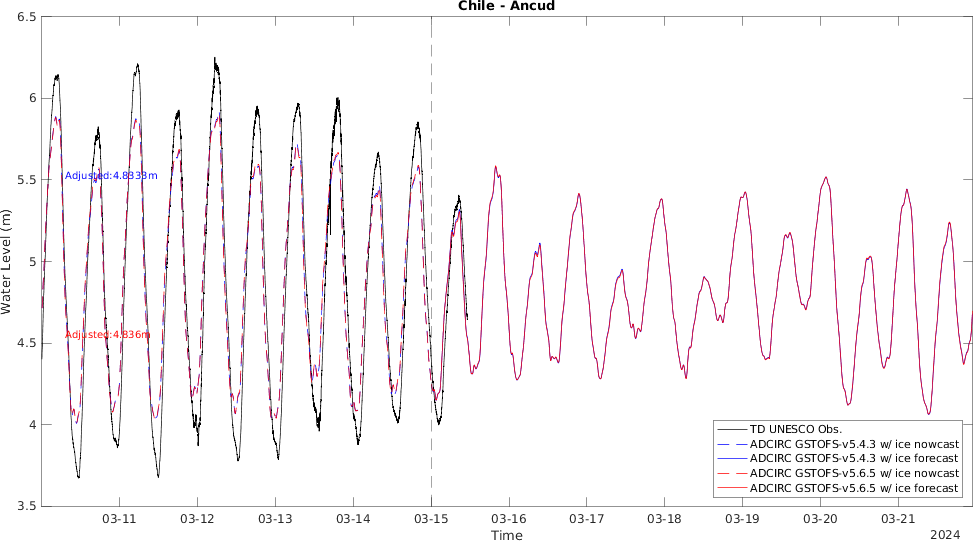 Chile - Ancud
6.5
6
5.5
5
4.5
4
3.5
Water Level (m)
Adjusted:4.8333m
Adjusted:4.836m
TD UNESCO Obs.
ADCIRC GSTOFS-v5.4.3 w/ ice nowcast
ADCIRC GSTOFS-v5.4.3 w/ ice forecast
ADCIRC GSTOFS-v5.6.5 w/ ice nowcast
ADCIRC GSTOFS-v5.6.5 w/ ice forecast
03-11 03-12 03-13 03-14 03-15 03-16 03-17 03-18 03-19 03-20 03-21
Time
2024